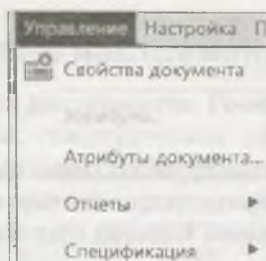 Управление Настройка П
Свойства документа
Атрибуты документа...
Отчеты
Спецификация